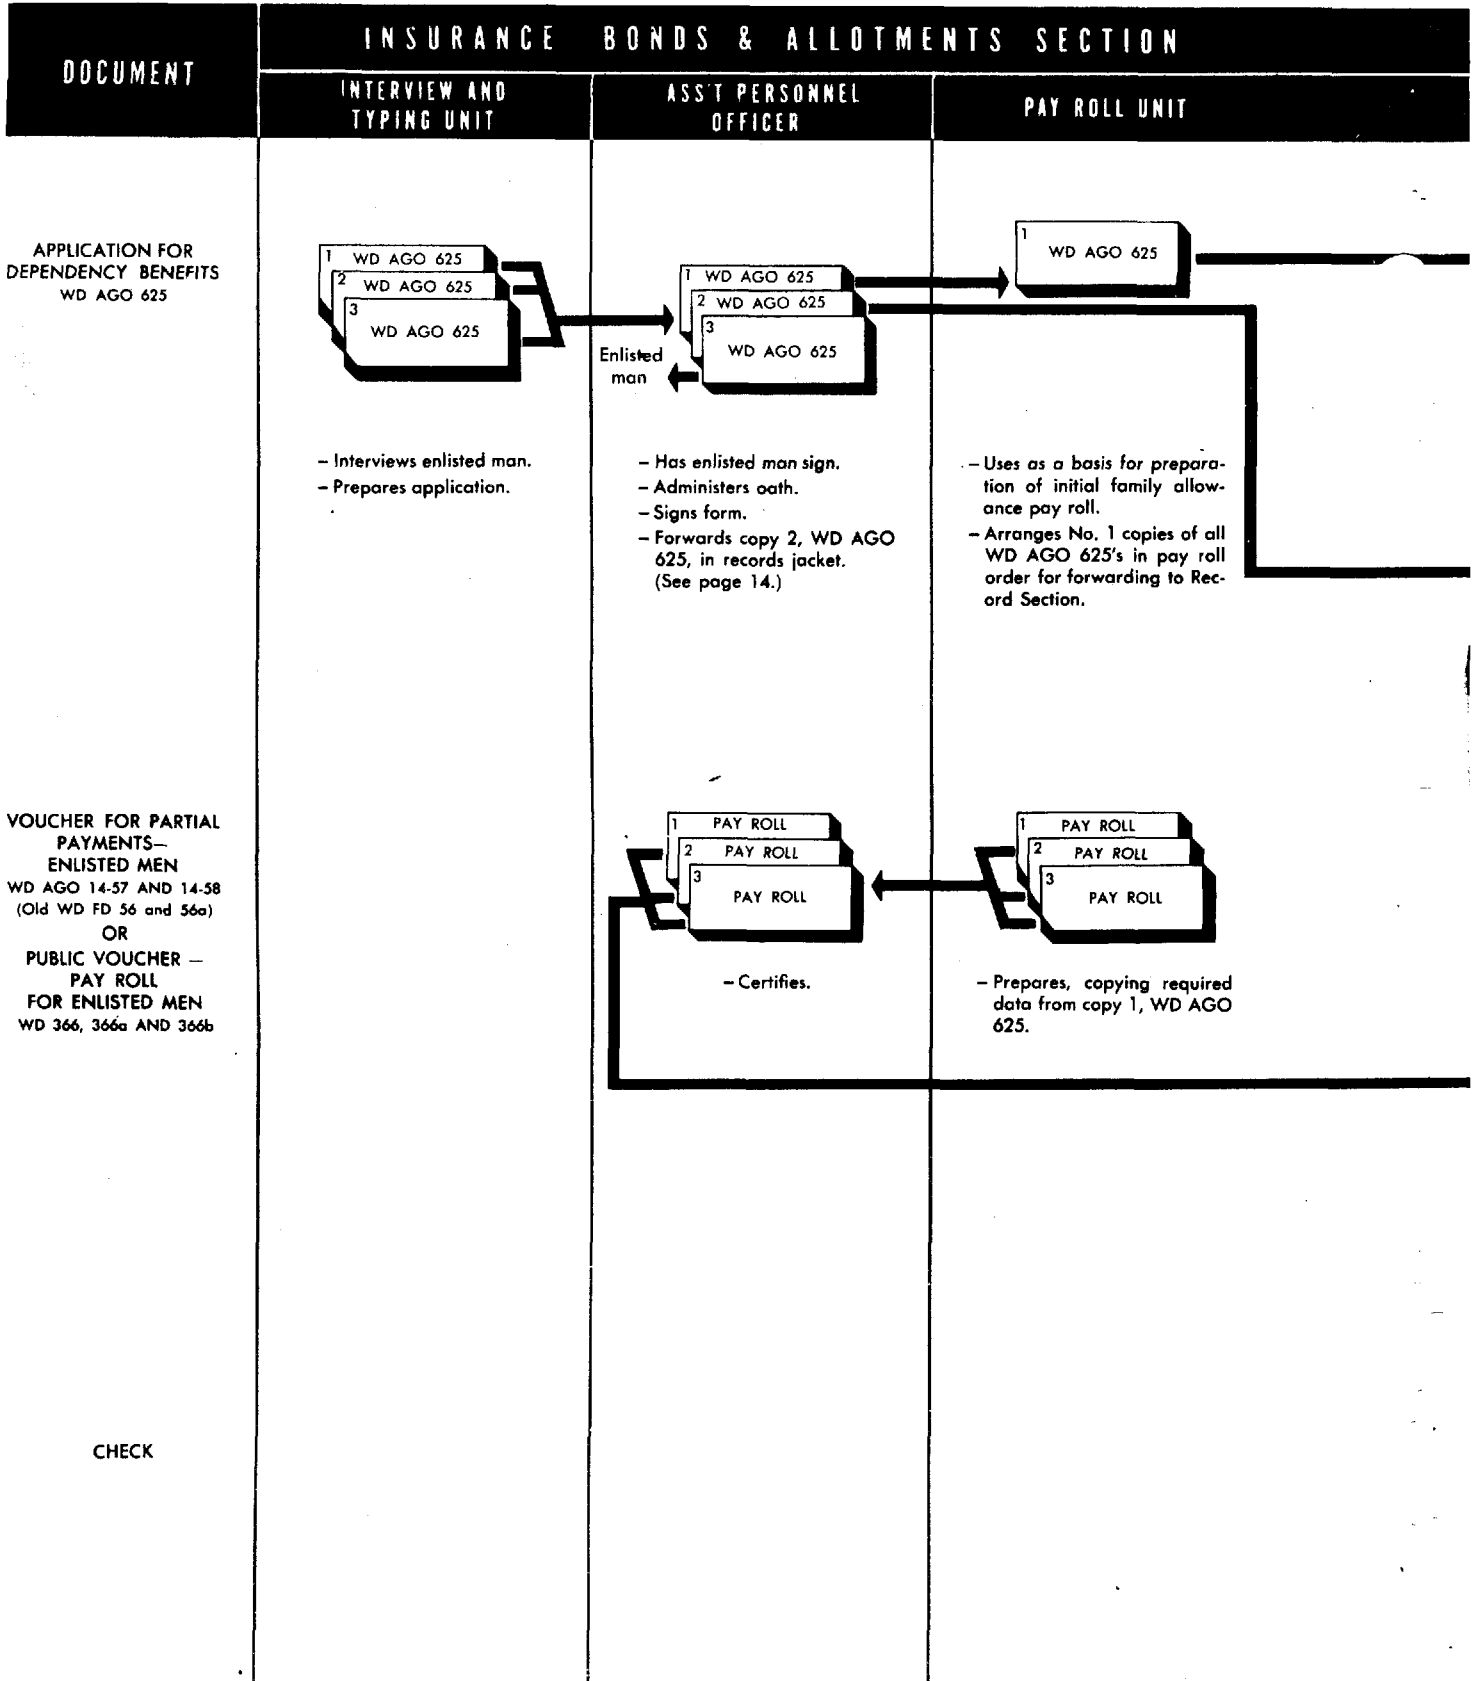 DOCUMENT
INSURANCE BONDS & ALLOTMENTS SECTION
INTERVIEW AND
TYPING UNIT
ASS'T PERSONNEL
OFFICER
PAY ROLL UNIT
APPLICATION FOR
DEPENDENCY BENEFITS
WD AGO 625
1 WD AGO 625
2 WD AGO 625
3
WD AGO 625
1 WD AGO 625
2 WD AGO 625
3
WD AGO 625
Enlisted
man
1
WD AGO 625
– Interviews enlisted man.
– Prepares application.
– Has enlisted man sign.
– Administers oath.
– Signs form.
– Forwards copy 2, WD AGO
625, in records jacket.
(See page 14.)
– Uses as a basis for prepara-
tion of initial family allow-
ance pay roll.
– Arranges No. 1 copies of all
WD AGO 625's in pay roll
order for forwarding to Rec-
ord Section.
VOUCHER FOR PARTIAL
PAYMENTS—
ENLISTED MEN
WD AGO 14-57 AND 14-58
(Old WD FD 56 and 56a)
OR
PUBLIC VOUCHER —
PAY ROLL
FOR ENLISTED MEN
WD 366, 366a AND 366b
1 PAY ROLL
2 PAY ROLL
3
PAY ROLL
– Certifies.
1 PAY ROLL
2 PAY ROLL
3
PAY ROLL
– Prepares, copying required
data from copy 1, WD AGO
625.
CHECK